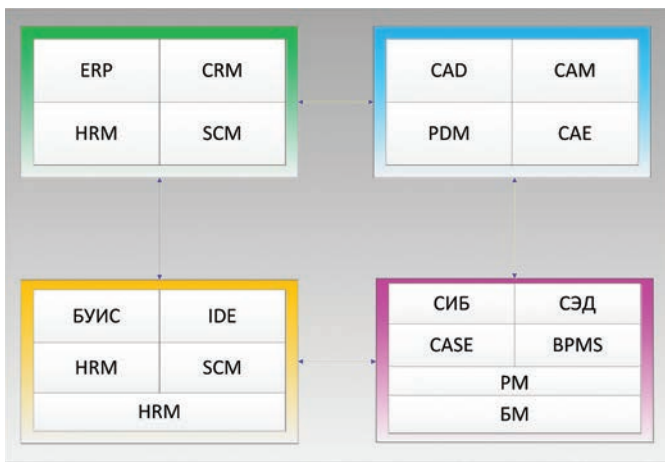 ERP CRM
HRM SCM
CAD CAM
PDM CAE
БУИС IDE
HRM SCM
HRM
СИБ СЭД
CASE BPMS
PM
БМ